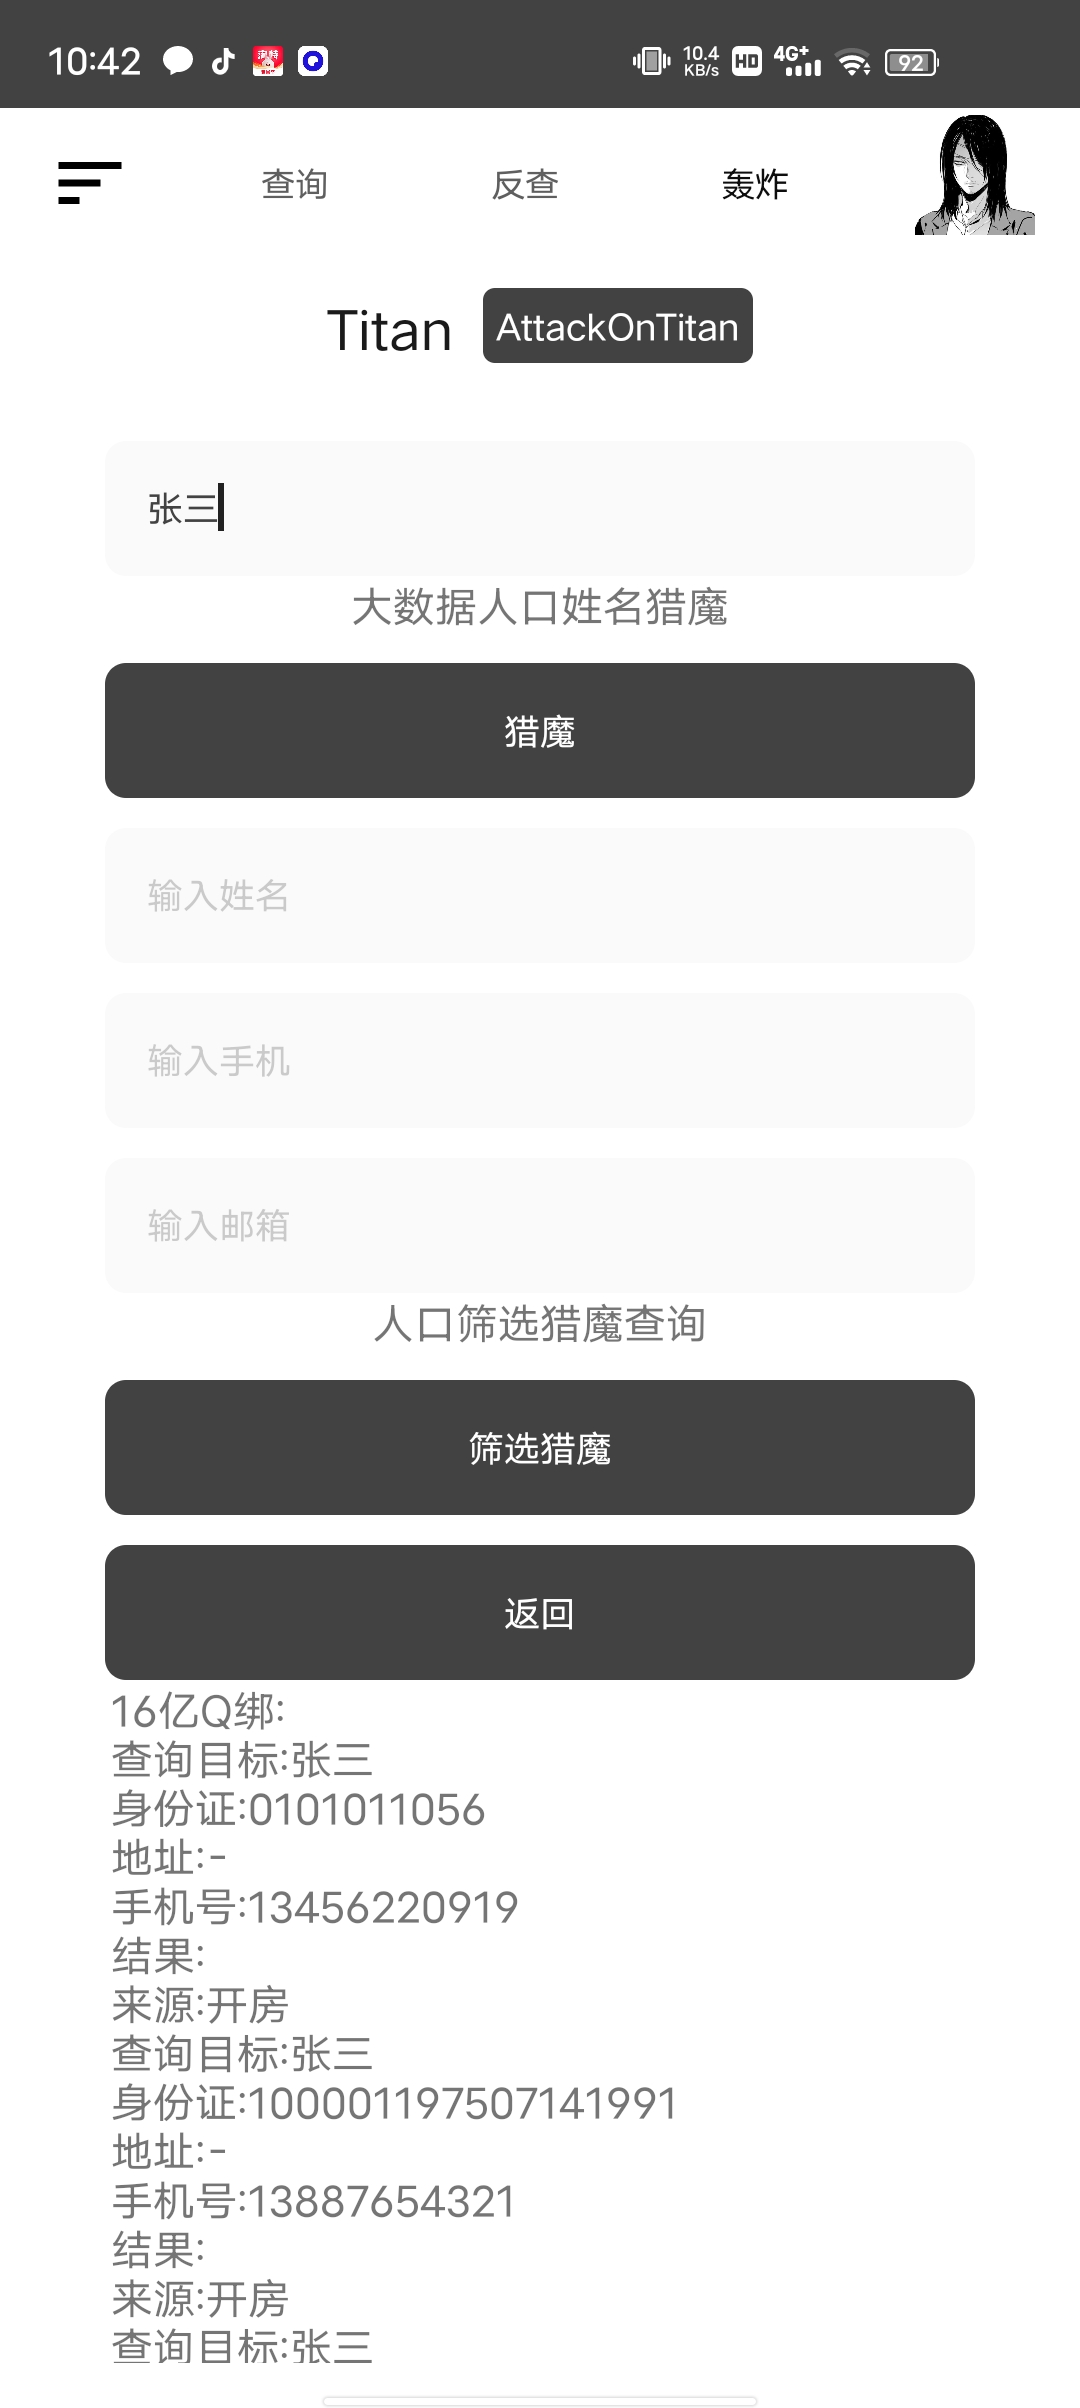 10:42
10.4 KB/s HD 4G+ 92
查询 反查 轰炸
Titan AttackOnTitan
张三
大数据人口姓名猎魔
猎魔
输入姓名
输入手机
输入邮箱
人口筛选猎魔查询
筛选猎魔
返回
16亿Q绑:
查询目标:张三
身份证:0101011056
地址:-
手机号:13456220919
结果:
来源:开房
查询目标:张三
身份证:100001197507141991
地址:-
手机号:13887654321
结果:
来源:开房
查询目标:张三